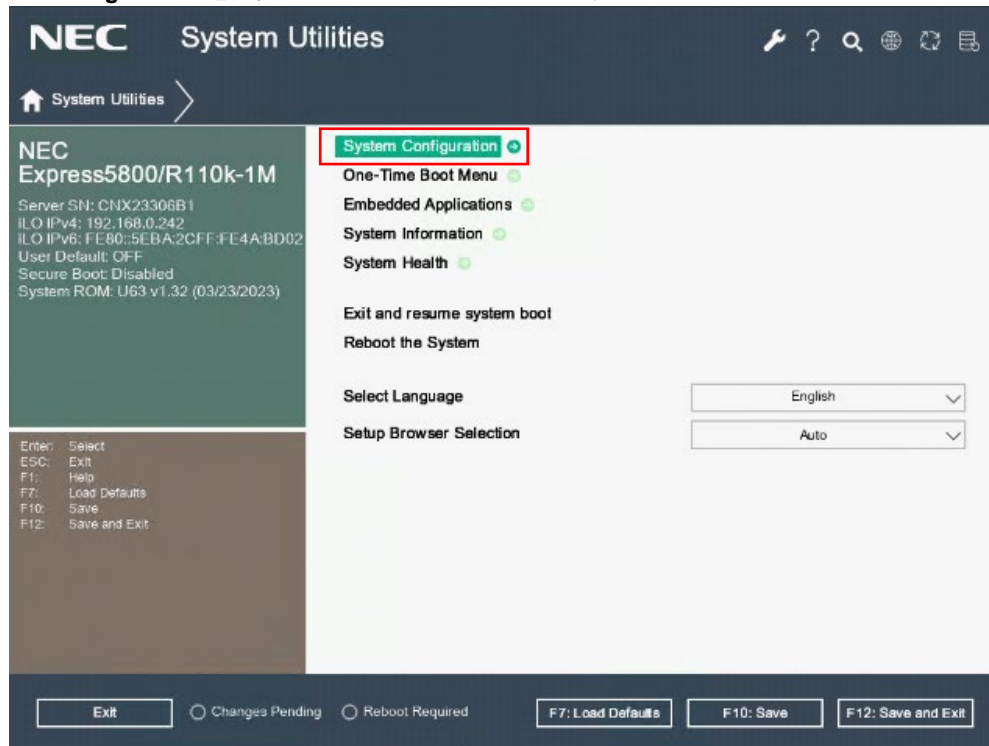 NEC System Utilities
System Utilities
NEC
Express5800/R110k-1M
Server SN: CNX23306B1
iLO IPv4: 192.168.0.242
iLO IPv6: FE80::5EBA:2CFF:FE4A:BD02
User Default: OFF
Secure Boot: Disabled
System ROM: U63 v1.32 (03/23/2023)
Enter: Select
ESC: Exit
F1: Help
F7: Load Defaults
F10: Save
F12: Save and Exit
System Configuration
One-Time Boot Menu
Embedded Applications
System Information
System Health
Exit and resume system boot
Reboot the System
Select Language English
Setup Browser Selection Auto
Exit Changes Pending Reboot Required F7: Load Defaults F10: Save F12: Save and Exit